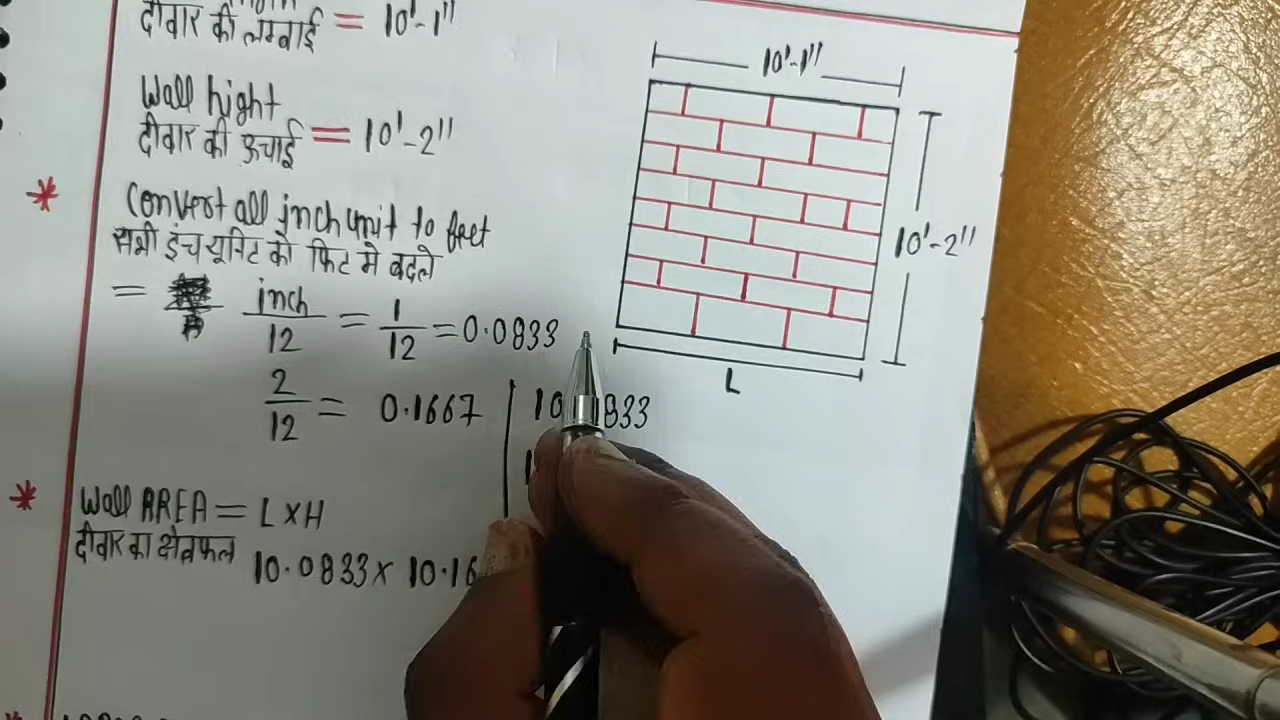 दीवार की लम्बाई = 10'-1"
Wall hight
दीवार की ऊचाई = 10'-2"
* Convert all inch unit to feet
सभी इंच यूनिट को फिट मे बदले
= inch/12 = 1/12 = 0.0833
2/12 = 0.1667
* Wall AREA = L x H
दीवार का क्षेत्रफल 10.0833 x 10.16
10'-1"
10'-2"
L